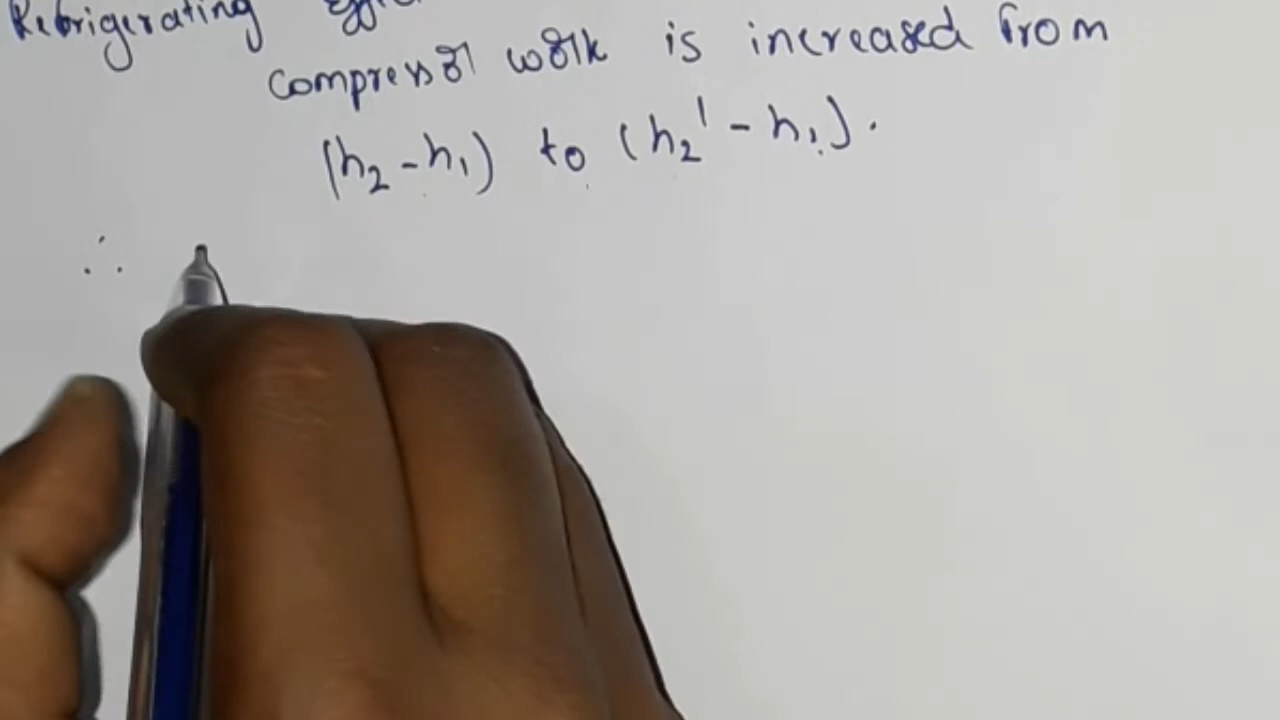 Refrigerating
compressor work is increased from
(h₂ - h₁) to (h₂' - h₁).
∴